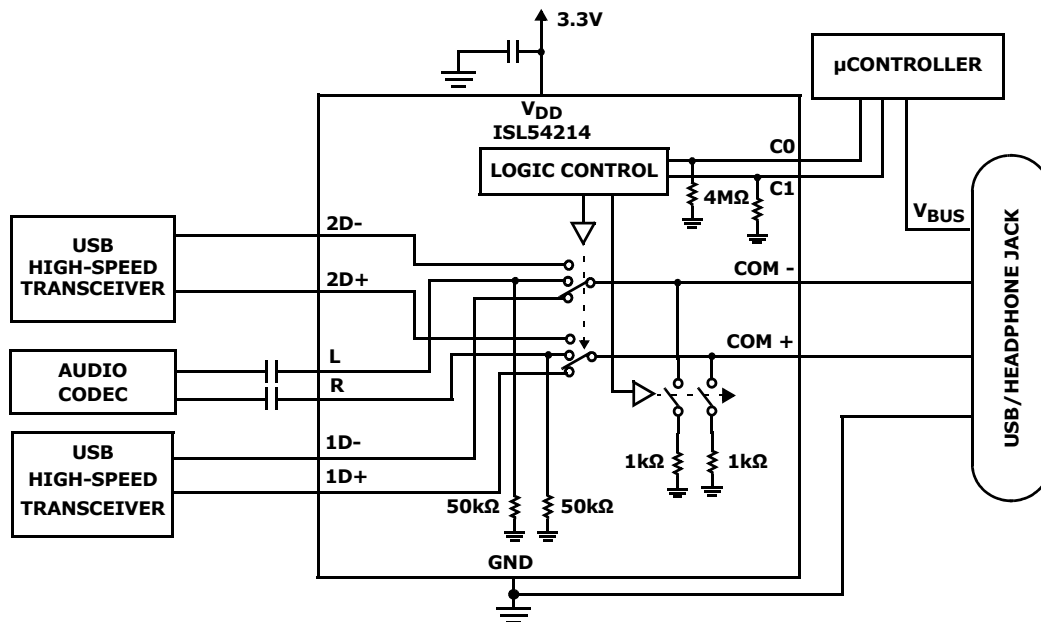 3.3V
µCONTROLLER
VDD
ISL54214
LOGIC CONTROL
C0
C1
4MΩ
VBUS
USB/HEADPHONE JACK
USB
HIGH-SPEED
TRANSCEIVER
2D-
2D+
COM -
COM +
AUDIO
CODEC
L
R
USB
HIGH-SPEED
TRANSCEIVER
1D-
1D+
50kΩ
50kΩ
1kΩ
1kΩ
GND